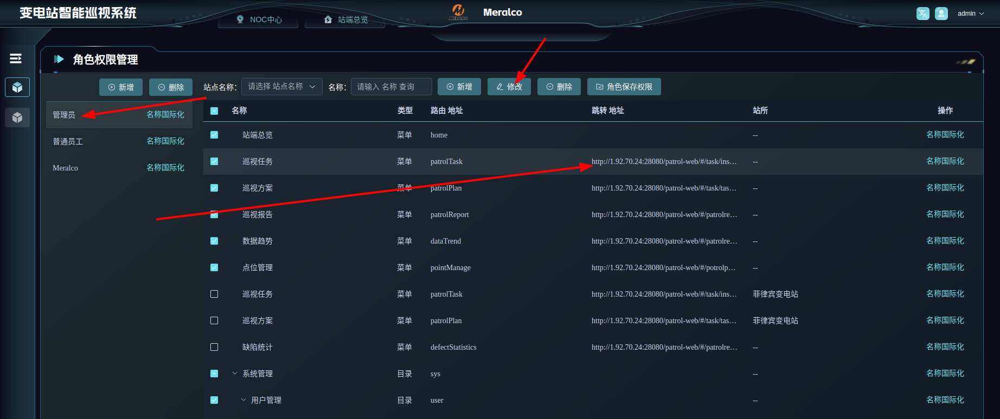 变电站智能巡视系统
NOC中心
站端总览
MERALCO
Meralco
admin
角色权限管理
新增
删除
站点名称:
请选择 站点名称
名称:
请输入 名称 查询
新增
修改
删除
角色保存权限
管理员 名称国际化
普通员工 名称国际化
Meralco 名称国际化
名称 类型 路由 地址 跳转 地址 站所 操作
站端总览 菜单 home -- 名称国际化
巡视任务 菜单 patrolTask http://1.92.70.24:28080/patrol-web/#/task/ins… -- 名称国际化
巡视方案 菜单 patrolPlan http://1.92.70.24:28080/patrol-web/#/task/tas… -- 名称国际化
巡视报告 菜单 patrolReport http://1.92.70.24:28080/patrol-web/#/patrolre… -- 名称国际化
数据趋势 菜单 dataTrend http://1.92.70.24:28080/patrol-web/#/patrolre… -- 名称国际化
点位管理 菜单 pointManage http://1.92.70.24:28080/patrol-web/#/potrolp… -- 名称国际化
巡视任务 菜单 patrolTask http://1.92.70.24:28080/patrol-web/#/task/ins… 菲律宾变电站 名称国际化
巡视方案 菜单 patrolPlan http://1.92.70.24:28080/patrol-web/#/task/tas… 菲律宾变电站 名称国际化
缺陷统计 菜单 defectStatistics http://1.92.70.24:28080/patrol-web/#/patrolre… -- 名称国际化
系统管理 目录 sys -- 名称国际化
用户管理 目录 user -- 名称国际化